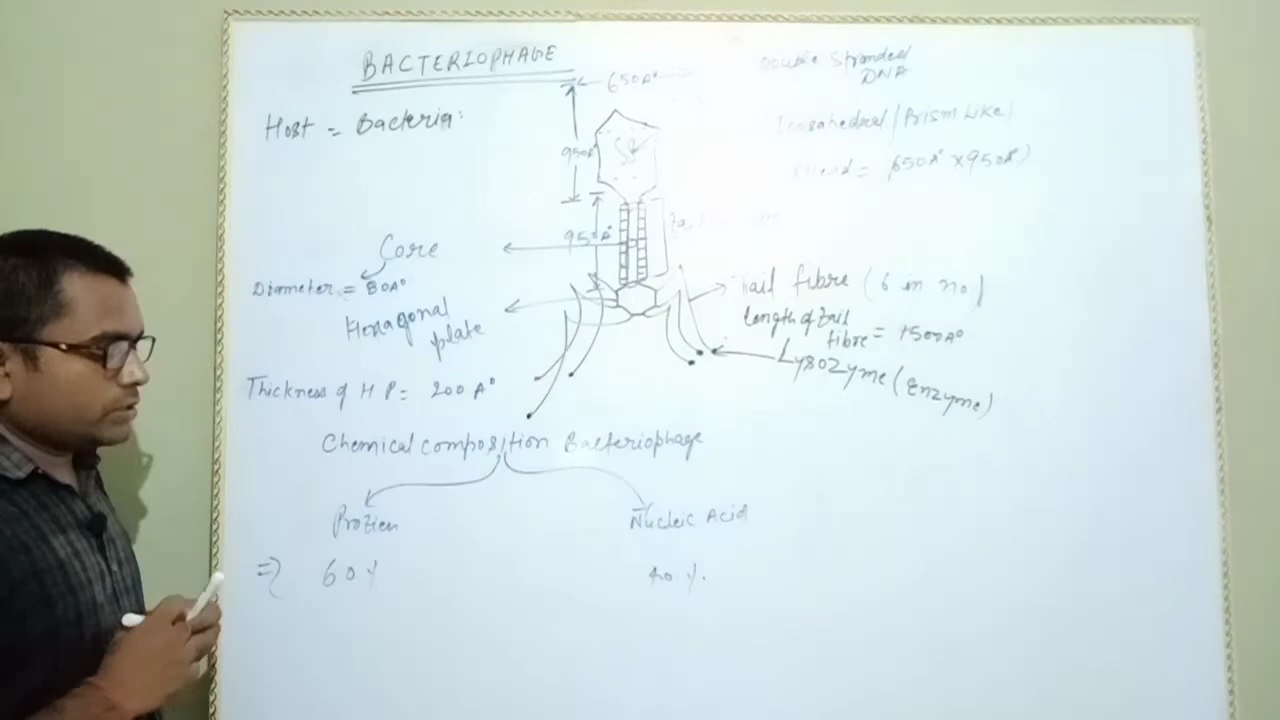 BACTERIOPHAGE
650A°
Double Stranded
DNA
Host = Bacteria:
950A°
/Prism Like)
Head = 650A° x 950A°)
Core
950A°
Diameter = 80A°
Hexagonal
plate
Tail fibre (6 in no)
length of tail
fibre = 1500A°
Lysozyme (Enzyme)
Thickness of H P = 200 A°
Chemical composition Bacteriophage
Protien
Nucleic Acid
=) 60 %
40 %.